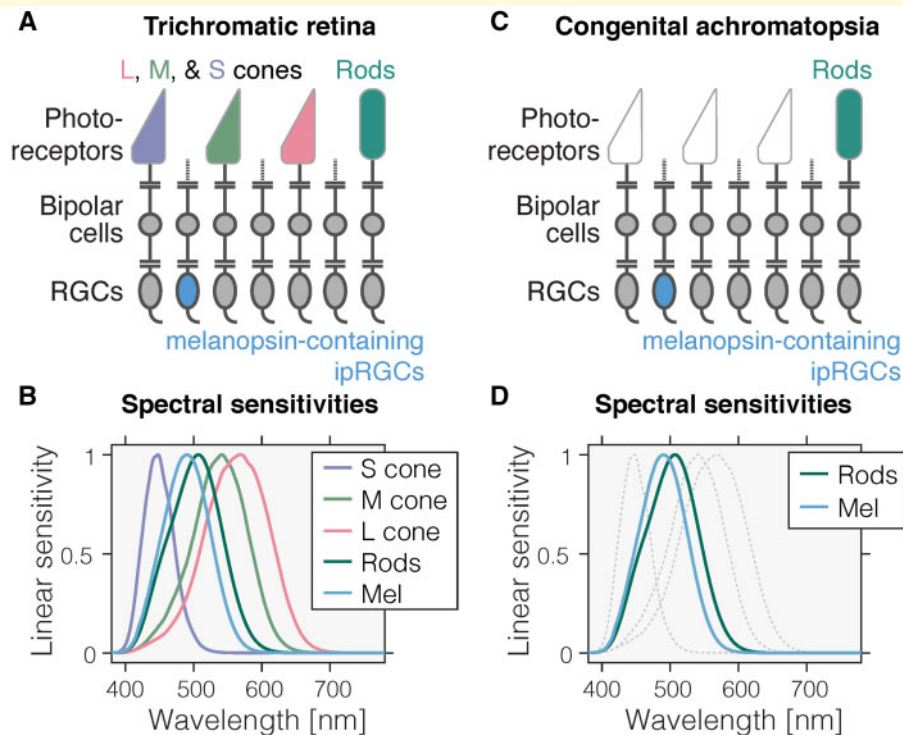 A
Trichromatic retina
L, M, & S cones
Rods
Photo-
receptors
Bipolar
cells
RGCs
melanopsin-containing
ipRGCs
B
Spectral sensitivities
Linear sensitivity
1
0.5
0
400
500
600
700
Wavelength [nm]
S cone
M cone
L cone
Rods
Mel
C
Congenital achromatopsia
Rods
Photo-
receptors
Bipolar
cells
RGCs
melanopsin-containing
ipRGCs
D
Spectral sensitivities
Linear sensitivity
1
0.5
0
400
500
600
700
Wavelength [nm]
Rods
Mel